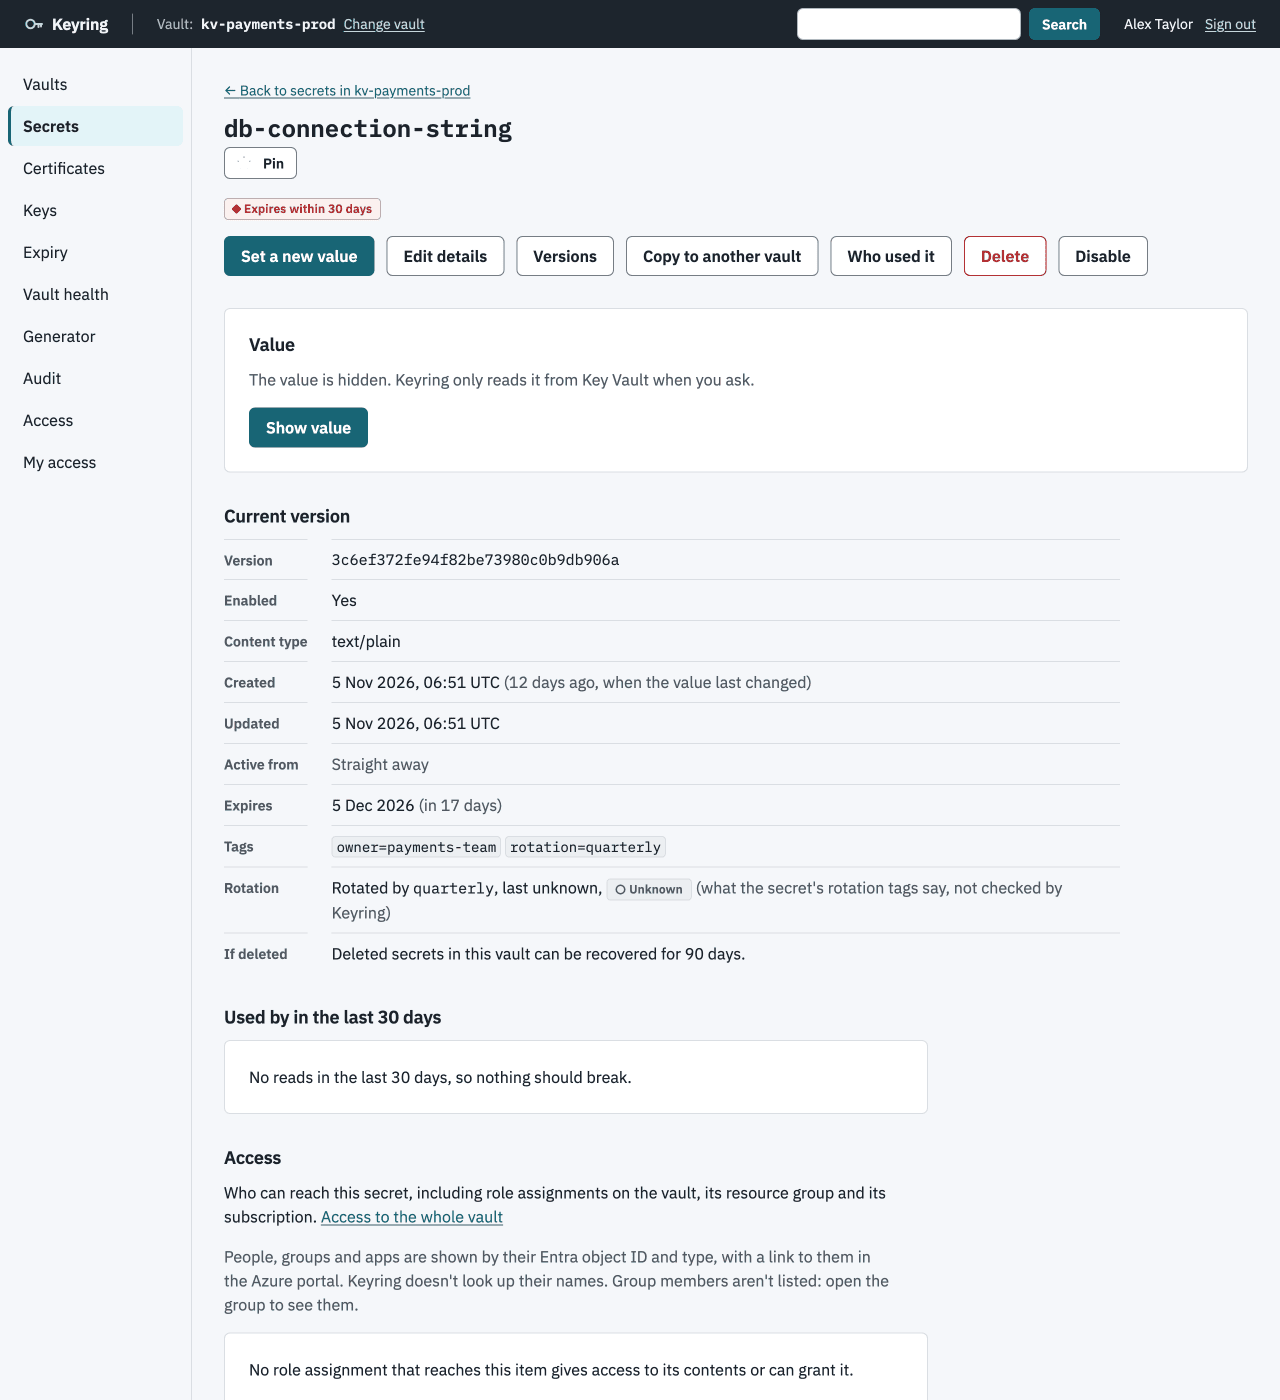 Keyring
Vault: kv-payments-prod Change vault
Search
Alex Taylor Sign out
Vaults
Secrets
Certificates
Keys
Expiry
Vault health
Generator
Audit
Access
My access
← Back to secrets in kv-payments-prod
db-connection-string
Pin
Expires within 30 days
Set a new value
Edit details
Versions
Copy to another vault
Who used it
Delete
Disable
Value
The value is hidden. Keyring only reads it from Key Vault when you ask.
Show value
Current version
Version 3c6ef372fe94f82be73980c0b9db906a
Enabled Yes
Content type text/plain
Created 5 Nov 2026, 06:51 UTC (12 days ago, when the value last changed)
Updated 5 Nov 2026, 06:51 UTC
Active from Straight away
Expires 5 Dec 2026 (in 17 days)
Tags owner=payments-team rotation=quarterly
Rotation Rotated by quarterly, last unknown, Unknown (what the secret's rotation tags say, not checked by
Keyring)
If deleted Deleted secrets in this vault can be recovered for 90 days.
Used by in the last 30 days
No reads in the last 30 days, so nothing should break.
Access
Who can reach this secret, including role assignments on the vault, its resource group and its
subscription. Access to the whole vault
People, groups and apps are shown by their Entra object ID and type, with a link to them in
the Azure portal. Keyring doesn't look up their names. Group members aren't listed: open the
group to see them.
No role assignment that reaches this item gives access to its contents or can grant it.